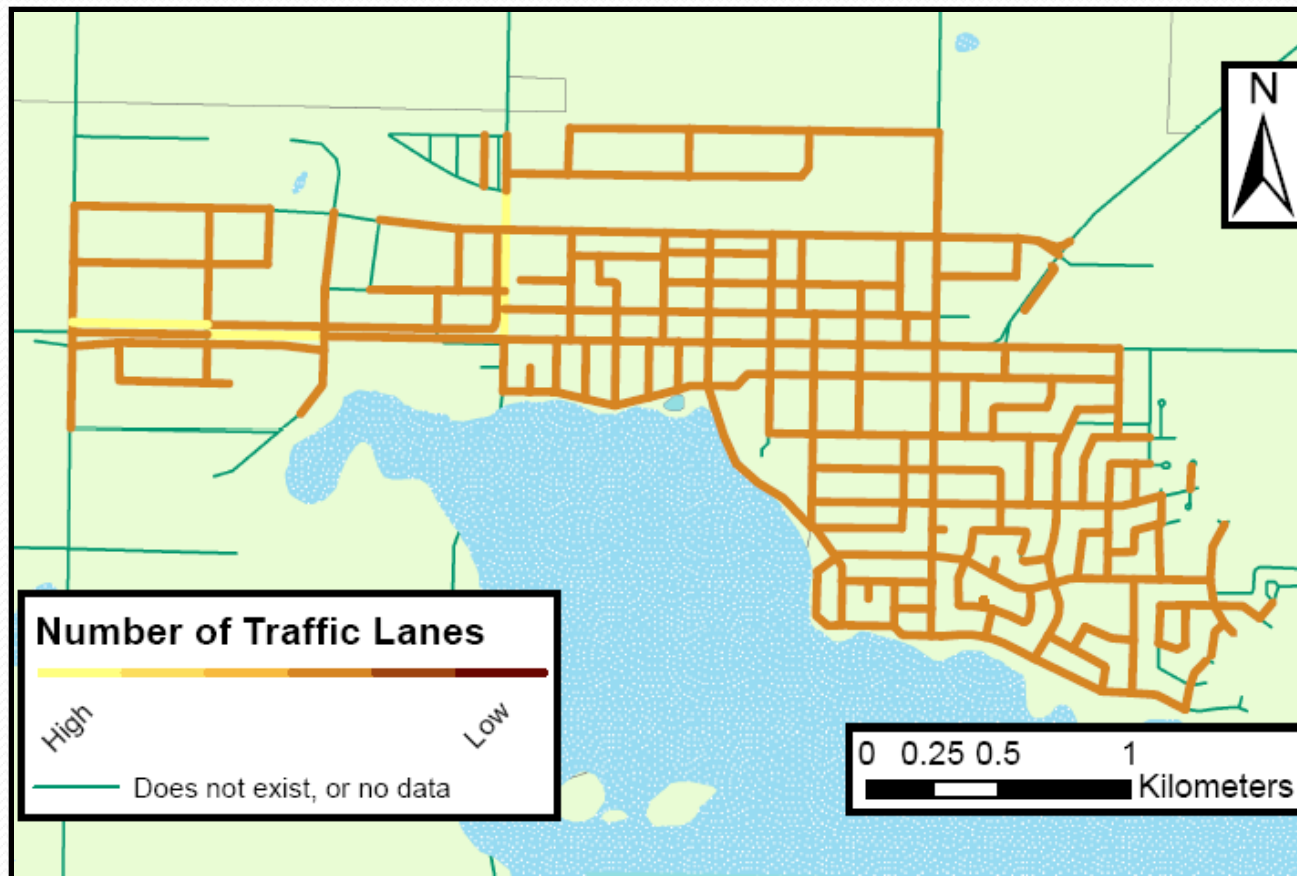 N
Number of Traffic Lanes
High
Low
Does not exist, or no data
0 0.25 0.5 1
Kilometers